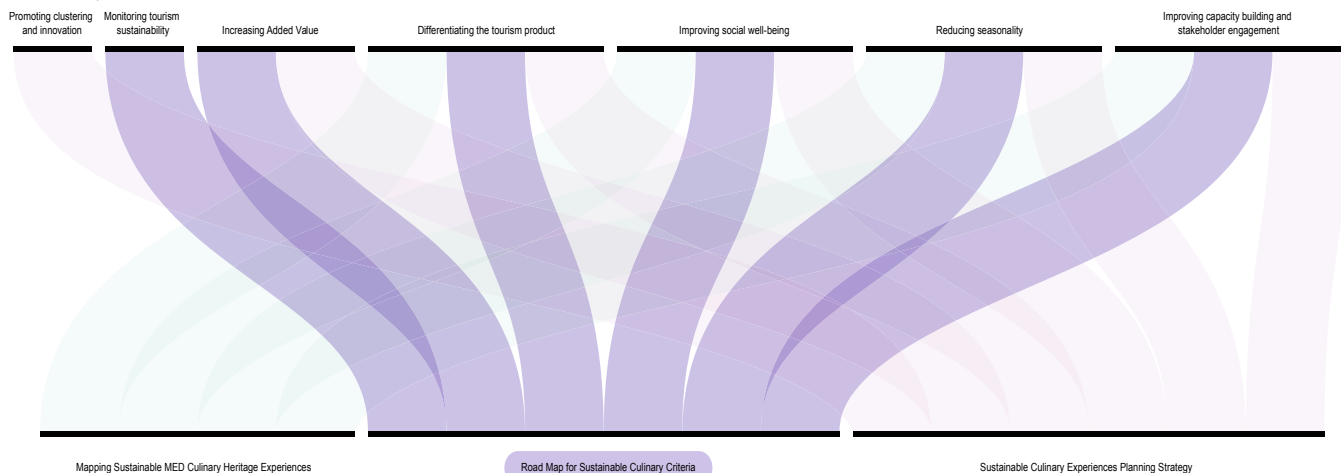 Promoting clustering
and innovation
Monitoring tourism
sustainability
Increasing Added Value
Differentiating the tourism product
Improving social well-being
Reducing seasonality
Improving capacity building and
stakeholder engagement
Mapping Sustainable MED Culinary Heritage Experiences
Road Map for Sustainable Culinary Criteria
Sustainable Culinary Experiences Planning Strategy